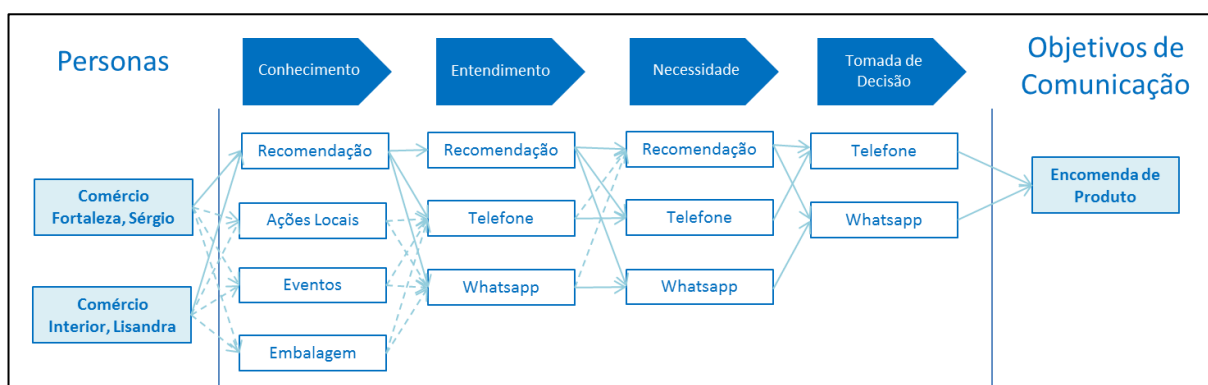 Personas
Conhecimento
Entendimento
Necessidade
Tomada de
Decisão
Objetivos de
Comunicação
Recomendação
Recomendação
Recomendação
Telefone
Comércio
Fortaleza, Sérgio
Ações Locais
Telefone
Telefone
Whatsapp
Encomenda de
Produto
Eventos
Whatsapp
Whatsapp
Comércio
Interior, Lisandra
Embalagem